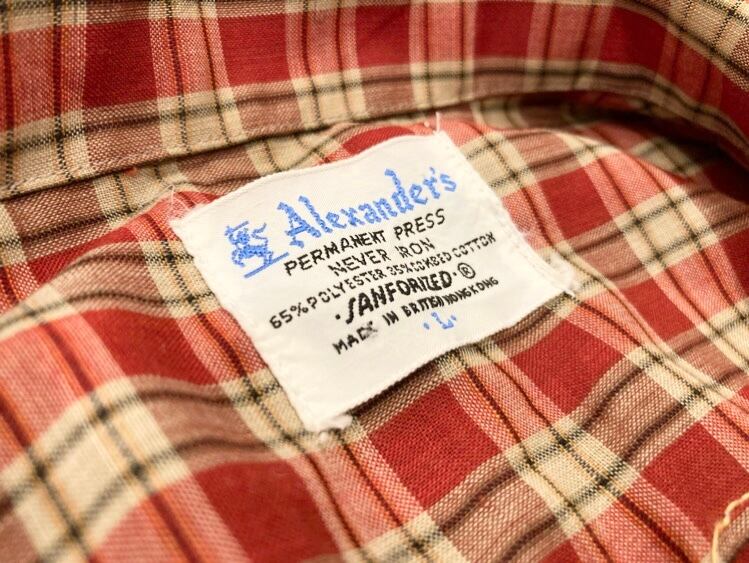 Alexander's
PERMANENT PRESS
NEVER IRON
65% POLYESTER 35% COMBED COTTON
·SANFORIZED·®
MADE IN BRITISH HONG KONG
·L·